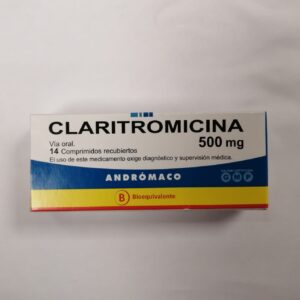 CLARITROMICINA
500 mg
Vía oral.
14 Comprimidos recubiertos
El uso de este medicamento exige diagnóstico y supervisión médica.
ANDRÓMACO
GMP
B Bioequivalente